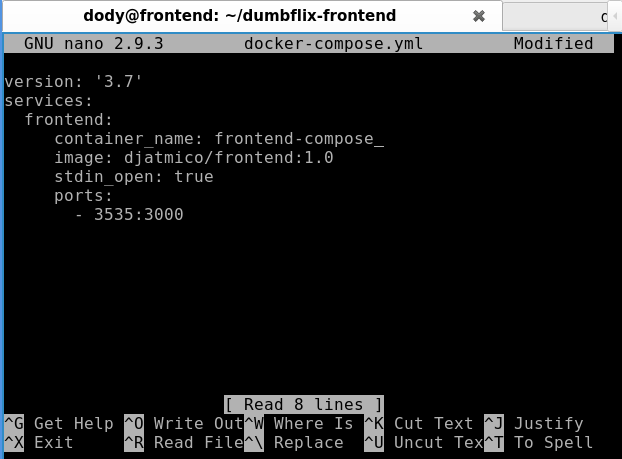 dody@frontend: ~/dumbflix-frontend
GNU nano 2.9.3 docker-compose.yml Modified
version: '3.7'
services:
  frontend:
     container_name: frontend-compose_
     image: djatmico/frontend:1.0
     stdin_open: true
     ports:
       - 3535:3000
[ Read 8 lines ]
^G Get Help ^O Write Out ^W Where Is ^K Cut Text ^J Justify
^X Exit ^R Read File ^\ Replace ^U Uncut Tex ^T To Spell